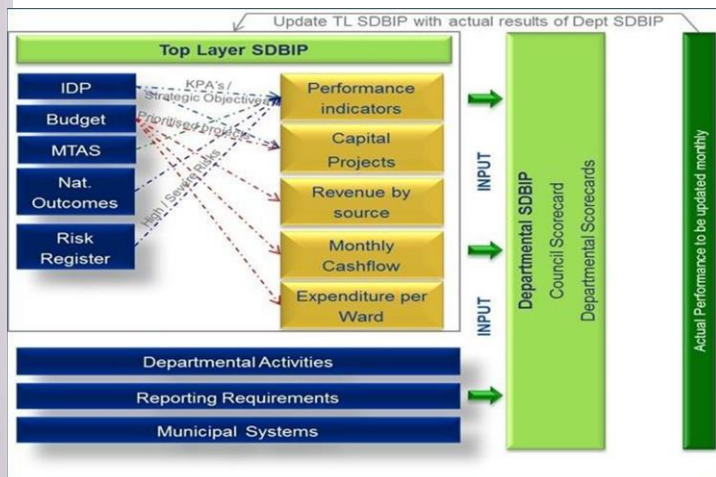 Update TL SDBIP with actual results of Dept SDBIP
Top Layer SDBIP
IDP
Budget
MTAS
Nat.
Outcomes
Risk
Register
KPA's /
Strategic Objectives
Prioritised projects
High / Severe Risks
Performance
indicators
Capital
Projects
Revenue by
source
Monthly
Cashflow
Expenditure per
Ward
INPUT
INPUT
Departmental Activities
Reporting Requirements
Municipal Systems
Departmental SDBIP
Council Scorecard
Departmental Scorecards
Actual Performance to be updated monthly